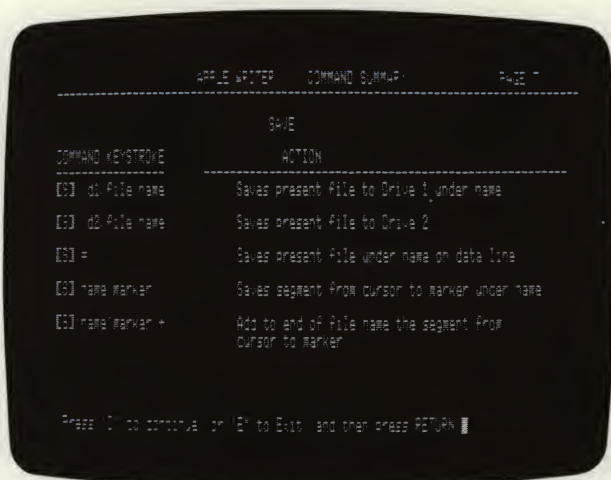 APPLE WRITER COMMAND SUMMARY PAGE
SAVE
COMMAND KEYSTROKE ACTION
[S] d1 file name Saves present file to Drive 1 under name
[S] d2 file name Saves present file to Drive 2
[S] = Saves present file under name on data line
[S] name marker Saves segment from cursor to marker under name
[S] name marker + Add to end of file name the segment from
cursor to marker
Press "C" to continue or "E" to Exit and then press RETURN